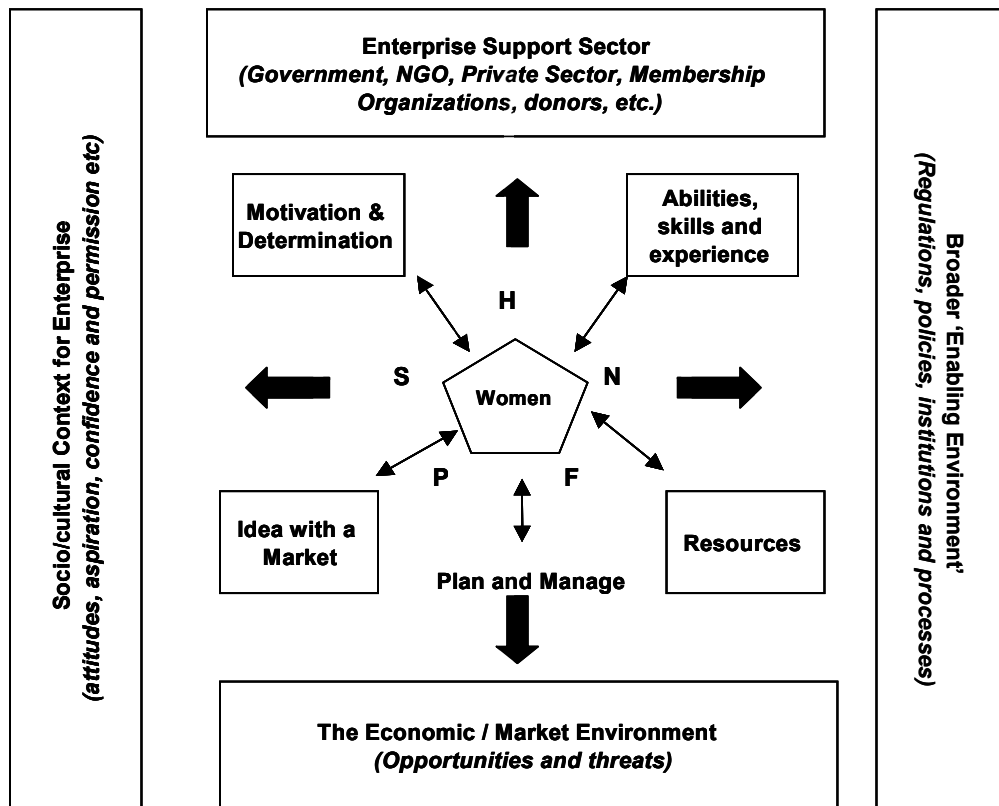 Enterprise Support Sector
(Government, NGO, Private Sector, Membership
Organizations, donors, etc.)
Socio/cultural Context for Enterprise
(attitudes, aspiration, confidence and permission etc)
Motivation &
Determination
Abilities,
skills and
experience
Broader ‘Enabling Environment’
(Regulations, policies, institutions and processes)
H
S
N
Women
P
F
Idea with a
Market
Resources
Plan and Manage
The Economic / Market Environment
(Opportunities and threats)